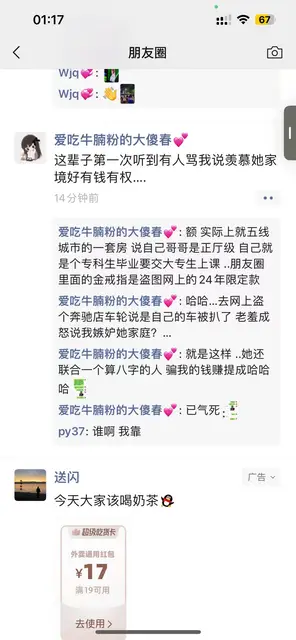 01:17
67
朋友圈
Wjq💞:
Wjq💞: 👏
爱吃牛腩粉的大傻春💕
这辈子第一次听到有人骂我说羡慕她家
境好有钱有权....
14分钟前
爱吃牛腩粉的大傻春💕: 额 实际上就五线
城市的一套房 说自己哥哥是正厅级 自己就
是个专科生毕业要交大专生上课 ..朋友圈
里面的金戒指是盗图网上的24年限定款
爱吃牛腩粉的大傻春💕: 哈哈...去网上盗
个奔驰店车轮说是自己的车被扒了 老羞成
怒说我嫉妒她家庭? ...
爱吃牛腩粉的大傻春💕: 就是这样 ..她还
联合一个算八字的人 骗我的钱赚提成哈哈
哈
爱吃牛腩粉的大傻春💕: 已气死
py37: 谁啊 我靠
送闪
广告
今天大家该喝奶茶🐧
超级吃货卡
外卖通用红包
¥17
满19可用
去使用>